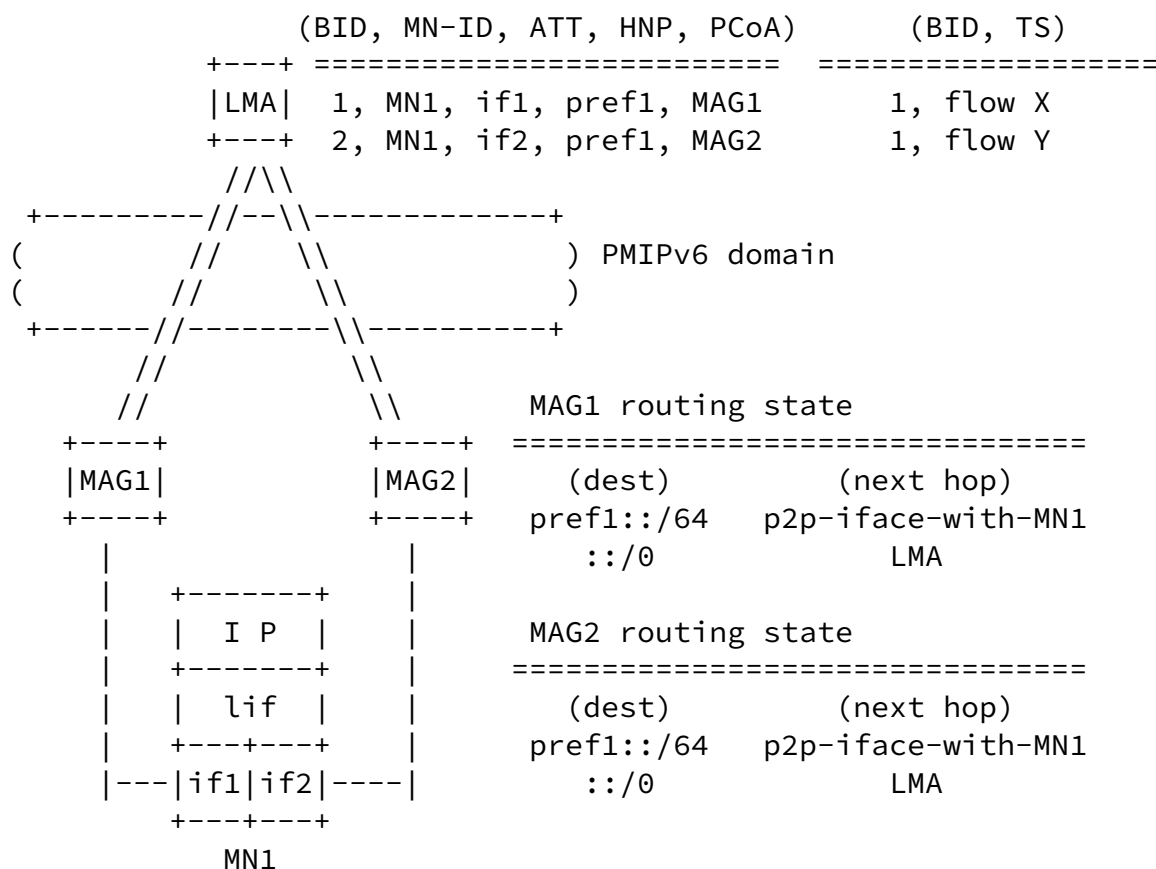 (BID, MN-ID, ATT, HNP, PCoA)      (BID, TS)
           +---+ ==========================  ===================
           |LMA|  1, MN1, if1, pref1, MAG1       1, flow X
           +---+  2, MN1, if2, pref1, MAG2       1, flow Y
            //\\
 +---------//--\\-------------+
(         //    \\             ) PMIPv6 domain
(        //      \\            )
 +------//--------\\----------+
       //          \\
      //            \\       MAG1 routing state
   +----+           +----+  ================================
   |MAG1|           |MAG2|     (dest)         (next hop)
   +----+           +----+   pref1::/64   p2p-iface-with-MN1
     |                |         ::/0             LMA
     |   +-------+    |
     |   |  I P  |    |      MAG2 routing state
     |   +-------+    |     ================================
     |   |  lif  |    |        (dest)         (next hop)
     |   +---+---+    |      pref1::/64   p2p-iface-with-MN1
     |---|if1|if2|----|         ::/0             LMA
         +---+---+
            MN1